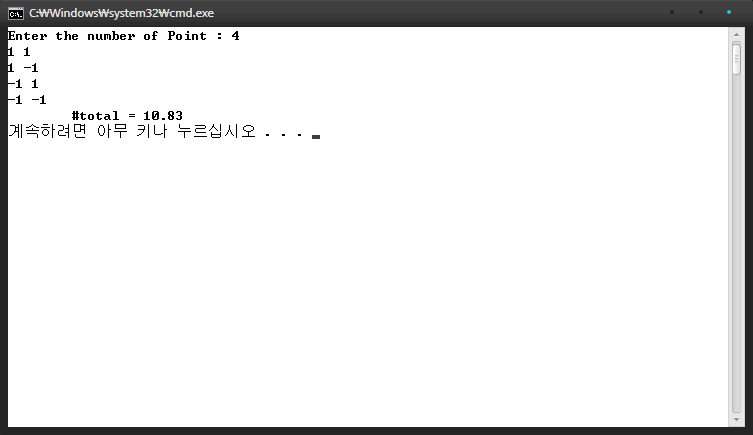 C:\Windows\system32\cmd.exe
Enter the number of Point : 4
1 1
1 -1
-1 1
-1 -1
#total = 10.83
계속하려면 아무 키나 누르십시오 . . .